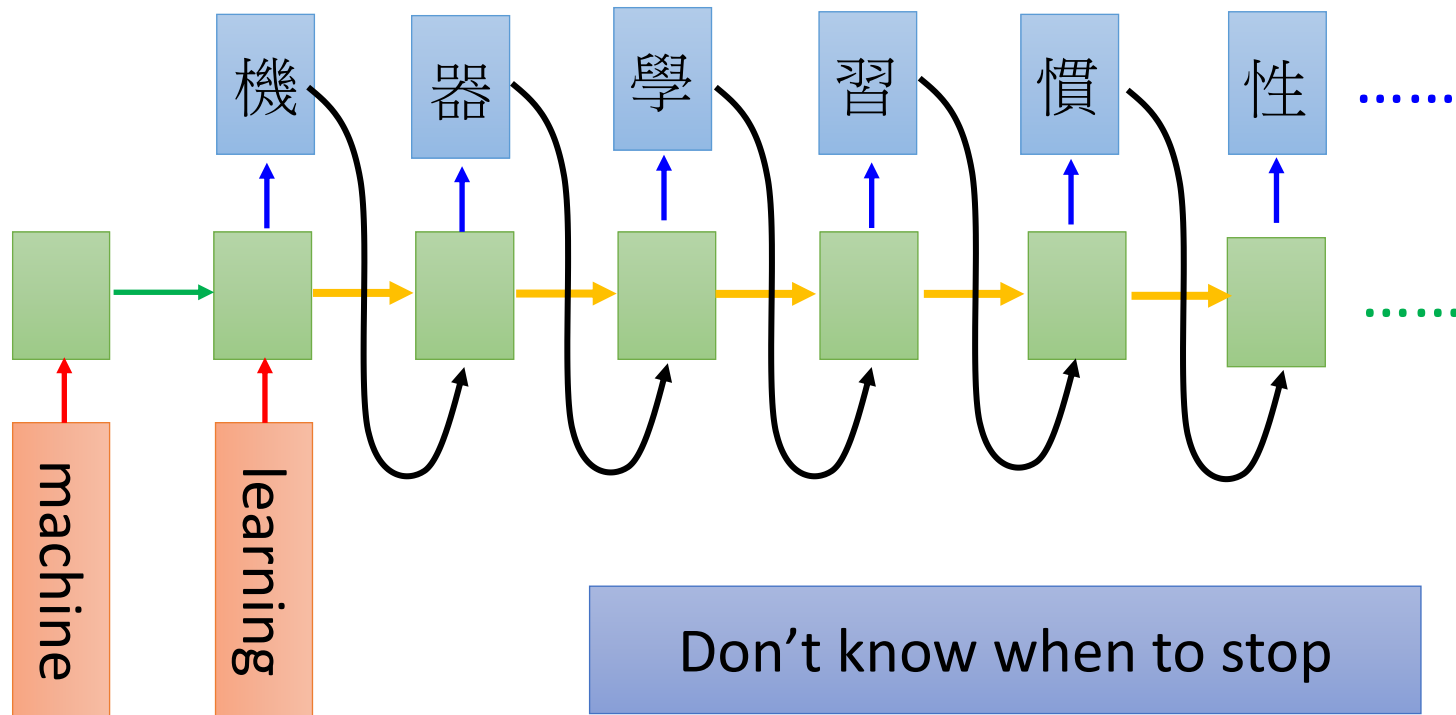 機 器 學 習 慣 性 ……
……
machine
learning
Don't know when to stop